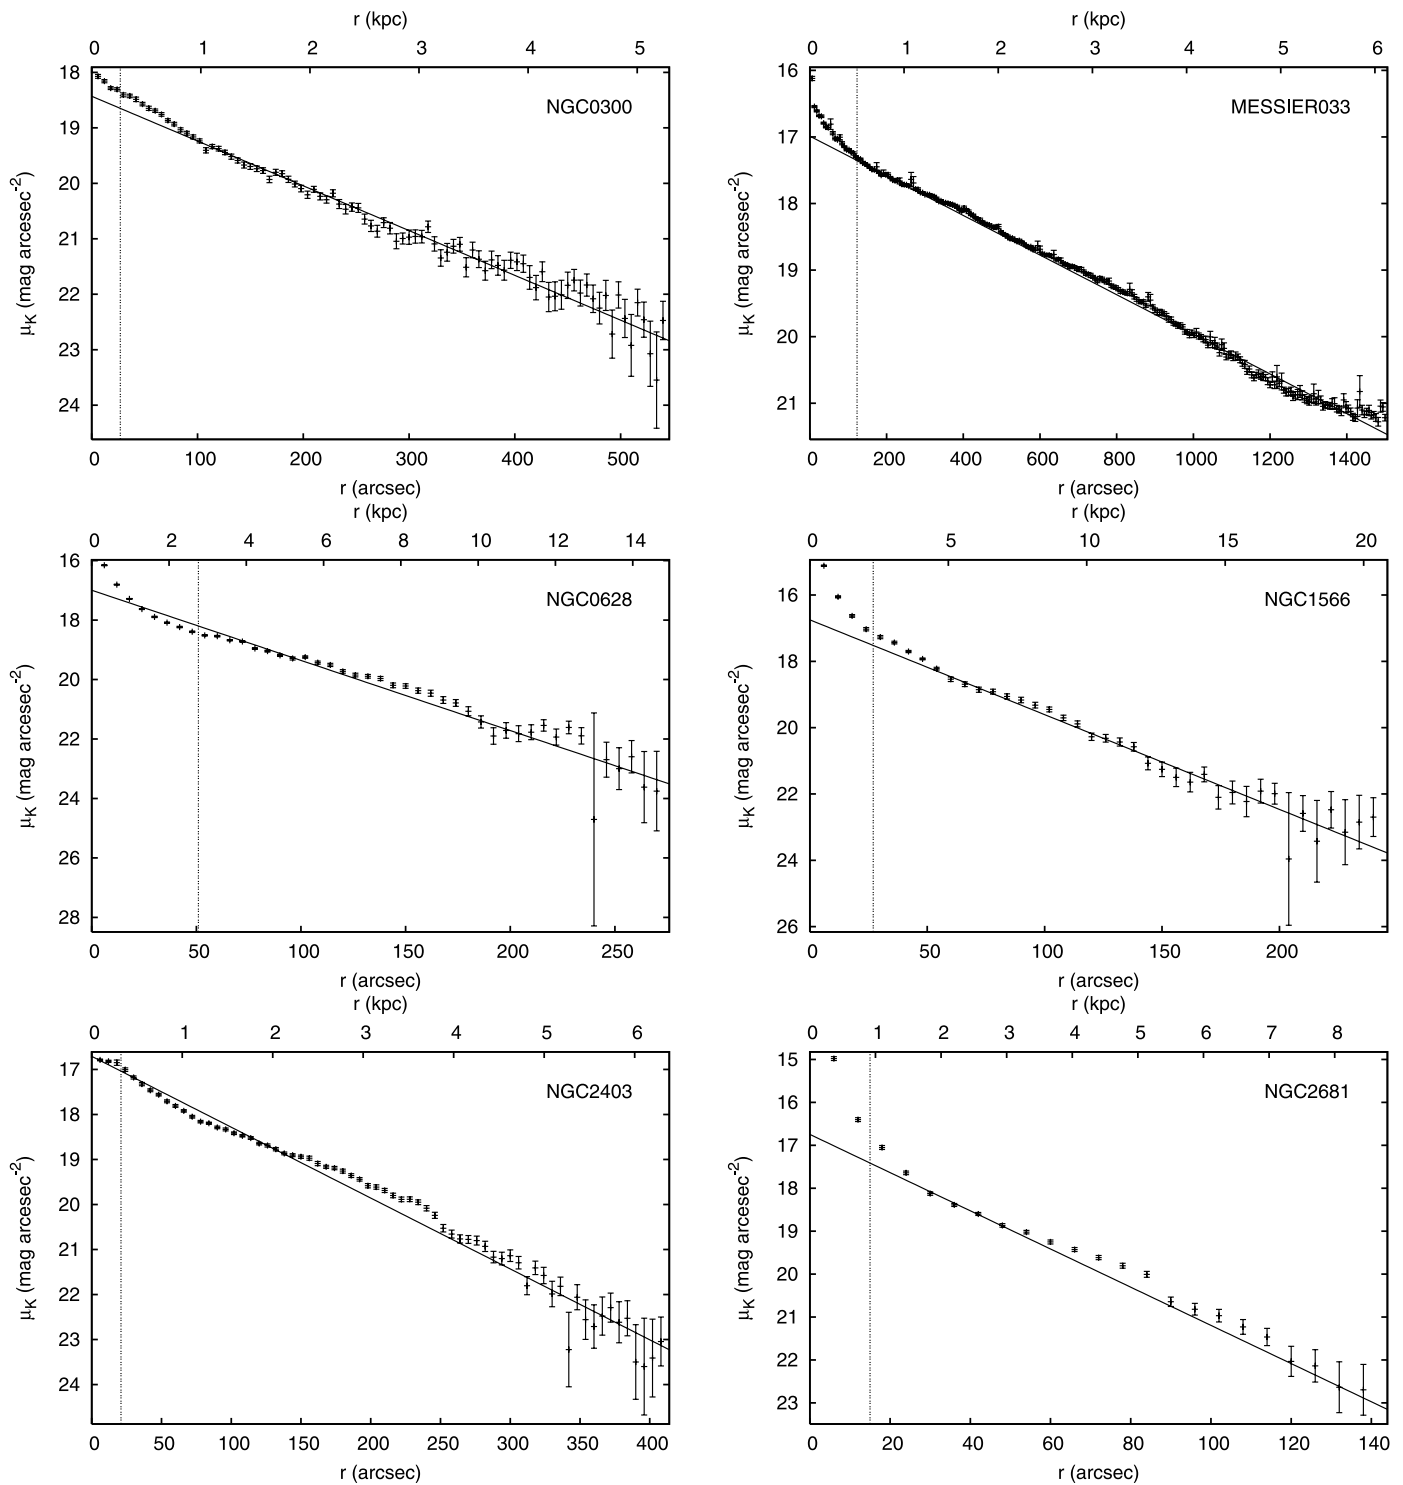 r (kpc)
0 1 2 3 4 5
18
19
20
21
22
23
24
μK (mag arcesec-2)
NGC0300
0 100 200 300 400 500
r (arcsec)
r (kpc)
0 1 2 3 4 5 6
16
17
18
19
20
21
μK (mag arcesec-2)
MESSIER033
0 200 400 600 800 1000 1200 1400
r (arcsec)
r (kpc)
0 2 4 6 8 10 12 14
16
18
20
22
24
26
28
μK (mag arcesec-2)
NGC0628
0 50 100 150 200 250
r (arcsec)
r (kpc)
0 5 10 15 20
16
18
20
22
24
26
μK (mag arcesec-2)
NGC1566
0 50 100 150 200
r (arcsec)
r (kpc)
0 1 2 3 4 5 6
17
18
19
20
21
22
23
24
μK (mag arcesec-2)
NGC2403
0 50 100 150 200 250 300 350 400
r (arcsec)
r (kpc)
0 1 2 3 4 5 6 7 8
15
16
17
18
19
20
21
22
23
μK (mag arcesec-2)
NGC2681
0 20 40 60 80 100 120 140
r (arcsec)